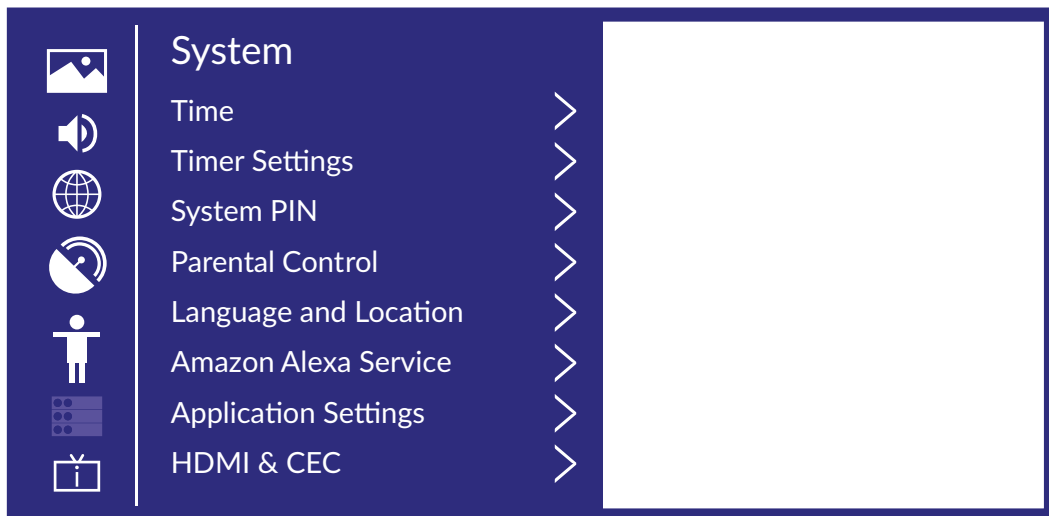 System
Time
Timer Settings
System PIN
Parental Control
Language and Location
Amazon Alexa Service
Application Settings
HDMI & CEC